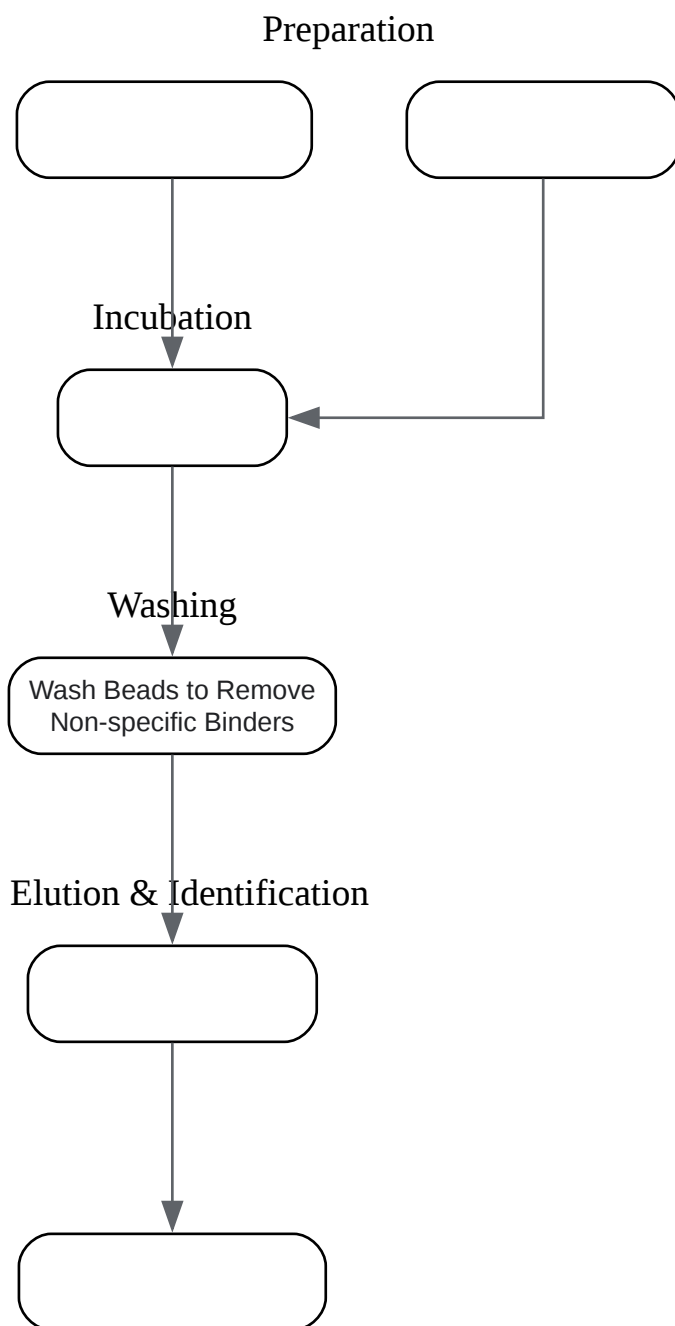 Preparation
Incubation
Washing
Wash Beads to Remove
Non-specific Binders
Elution & Identification